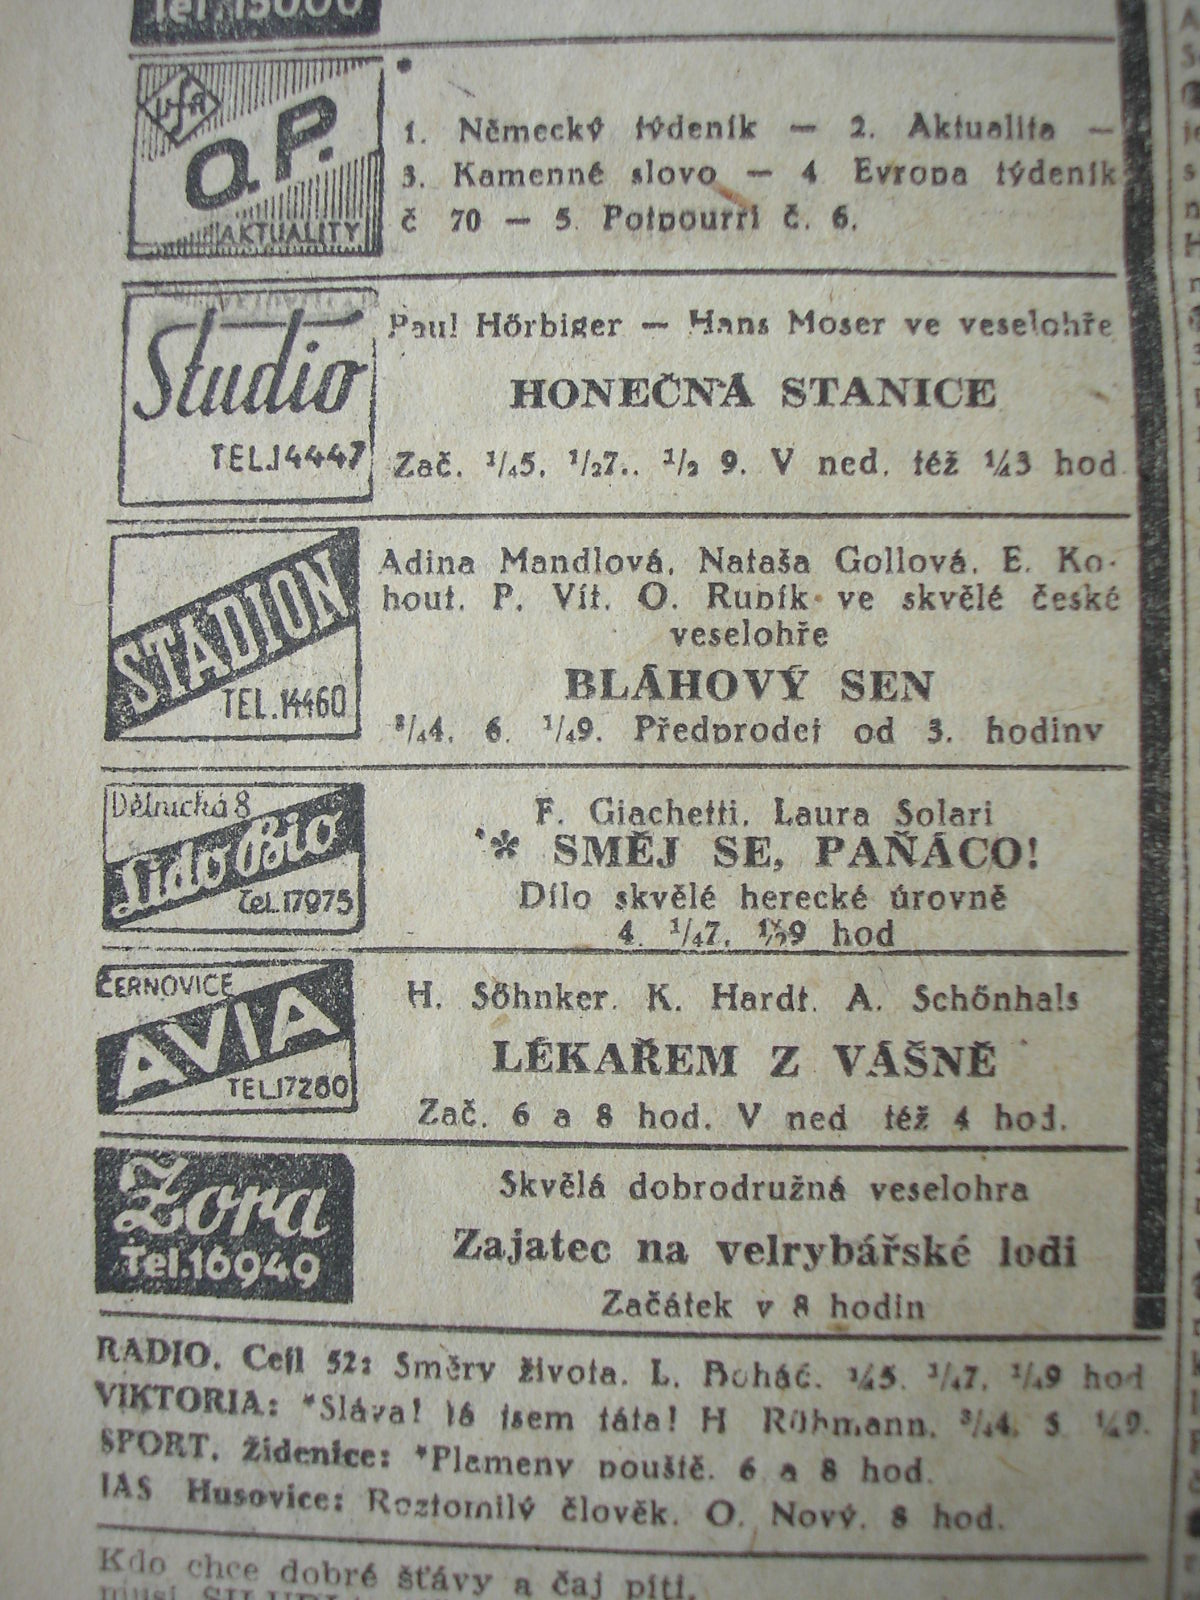 Tel. 15000
Ufa
O.P.
AKTUALITY
1. Německý týdeník — 2. Aktualita —
3. Kamenné slovo — 4 Evropa týdeník
č 70 — 5. Potpourri č. 6.
Studio
TEL.14447
Paul Hörbiger — Hans Moser ve veselohře
HONEČNÁ STANICE
Zač. ¼5, ½7., ½ 9. V ned. též ¼3 hod
STADION
TEL.14460
Adina Mandlová, Nataša Gollová, E. Ko-
hout, P. Vít, O. Rubík ve skvělé české
veselohře
BLÁHOVÝ SEN
¾4, 6, ¼9. Předprodej od 3. hodiny
Dělnická 8
Lido Bio
tel.17975
F. Giachetti, Laura Solari
* SMĚJ SE, PAŇÁCO!
Dílo skvělé herecké úrovně
4, ¼7, ½9 hod
ČERNOVICE
AVIA
TEL.17280
H. Söhnker, K. Hardt, A. Schönhals
LÉKAŘEM Z VÁŠNĚ
Zač. 6 a 8 hod. V ned též 4 hod.
Zora
Tel.16949
Skvělá dobrodružná veselohra
Zajatec na velrybářské lodi
Začátek v 8 hodin
RADIO, Cejl 52: Směry života. L. Boháč. ¼5, ¼7, ¼9 hod
VIKTORIA: *Sláva! Já jsem táta! H Rühmann. ¾4, 5 ¼9.
SPORT, Židenice: *Plameny pouště. 6 a 8 hod.
JAS Husovice: Roztomilý člověk. O. Nový. 8 hod.
Kdo chce dobré šťávy a čaj píti,
musí